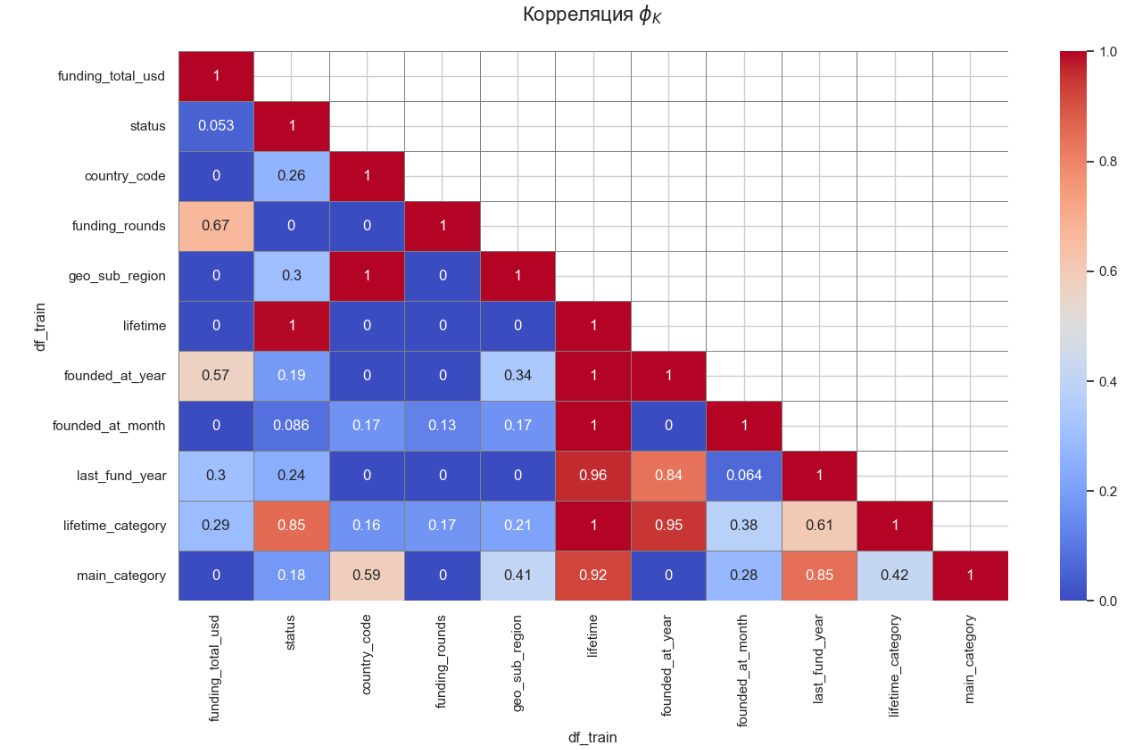 Корреляция ϕK
funding_total_usd 1
status 0.053 1
country_code 0 0.26 1
funding_rounds 0.67 0 0 1
geo_sub_region 0 0.3 1 0 1
lifetime 0 1 0 0 0 1
founded_at_year 0.57 0.19 0 0 0.34 1 1
founded_at_month 0 0.086 0.17 0.13 0.17 1 0 1
last_fund_year 0.3 0.24 0 0 0 0.96 0.84 0.064 1
lifetime_category 0.29 0.85 0.16 0.17 0.21 1 0.95 0.38 0.61 1
main_category 0 0.18 0.59 0 0.41 0.92 0 0.28 0.85 0.42 1
df_train
funding_total_usd
status
country_code
funding_rounds
geo_sub_region
lifetime
founded_at_year
founded_at_month
last_fund_year
lifetime_category
main_category
df_train
1.0
0.8
0.6
0.4
0.2
0.0